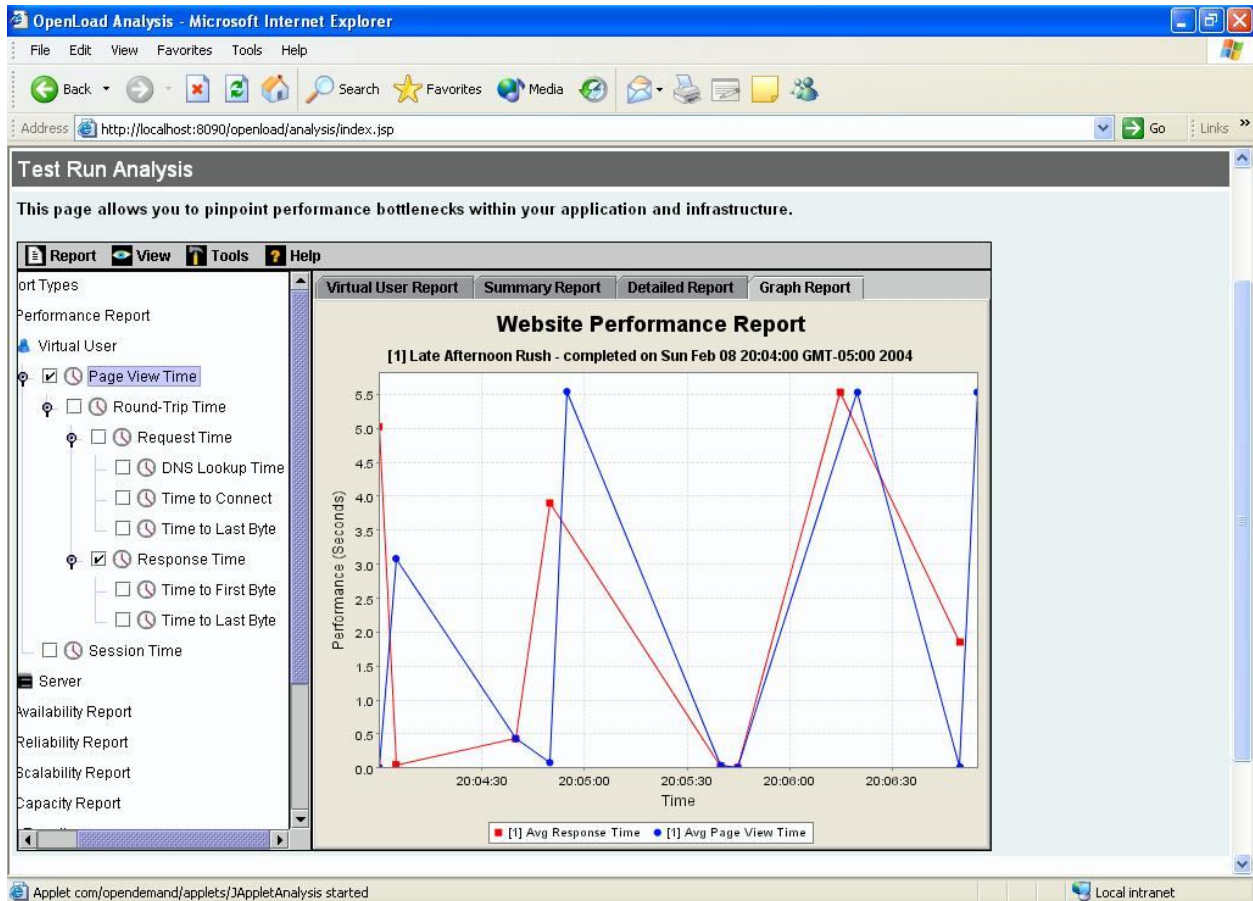 OpenLoad Analysis - Microsoft Internet Explorer
File Edit View Favorites Tools Help
Back Search Favorites Media
Address http://localhost:8090/openload/analysis/index.jsp Go Links »
Test Run Analysis
This page allows you to pinpoint performance bottlenecks within your application and infrastructure.
Report View Tools ? Help
ort Types
Performance Report
Virtual User
Page View Time
Round-Trip Time
Request Time
DNS Lookup Time
Time to Connect
Time to Last Byte
Response Time
Time to First Byte
Time to Last Byte
Session Time
Server
Availability Report
Reliability Report
Scalability Report
Capacity Report
Virtual User Report Summary Report Detailed Report Graph Report
Website Performance Report
[1] Late Afternoon Rush - completed on Sun Feb 08 20:04:00 GMT-05:00 2004
Performance (Seconds)
5.5
5.0
4.5
4.0
3.5
3.0
2.5
2.0
1.5
1.0
0.5
0.0
20:04:30 20:05:00 20:05:30 20:06:00 20:06:30
Time
[1] Avg Response Time [1] Avg Page View Time
Applet com/opendemand/applets/JAppletAnalysis started Local intranet